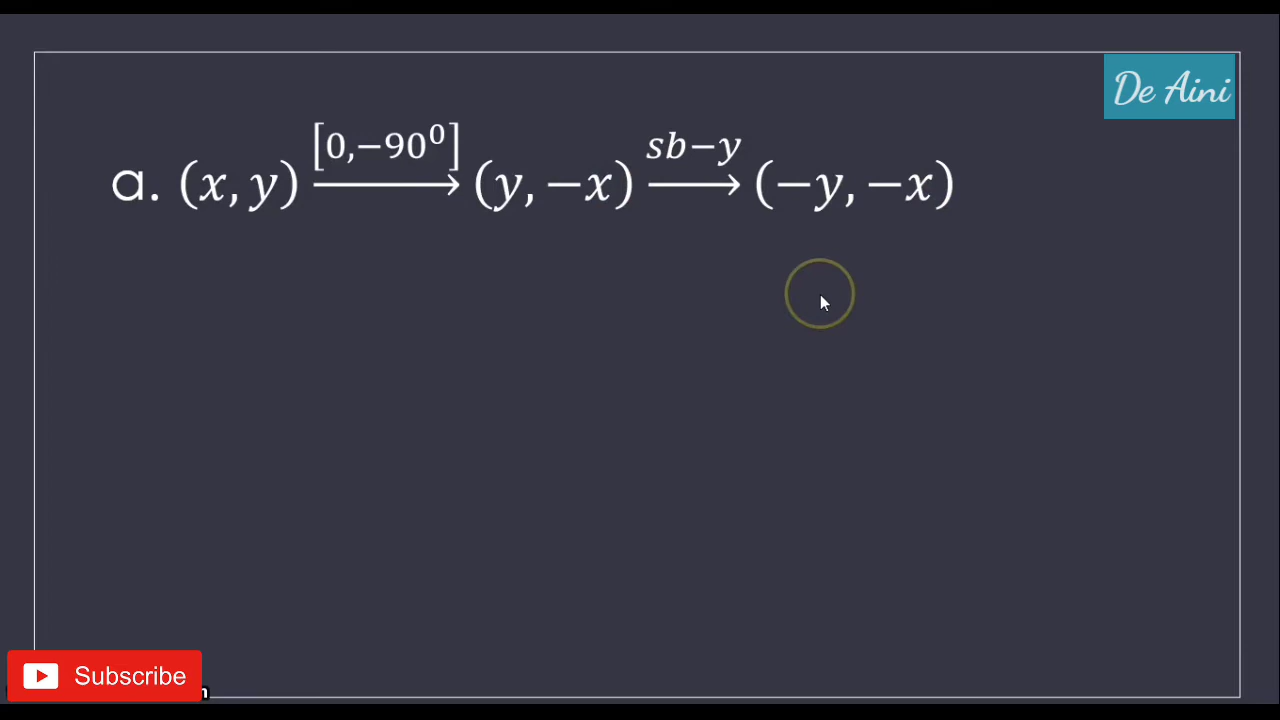 De Aini
a. (x, y) [0,−90⁰]→ (y, −x) sb−y→ (−y, −x)
Subscribe
n